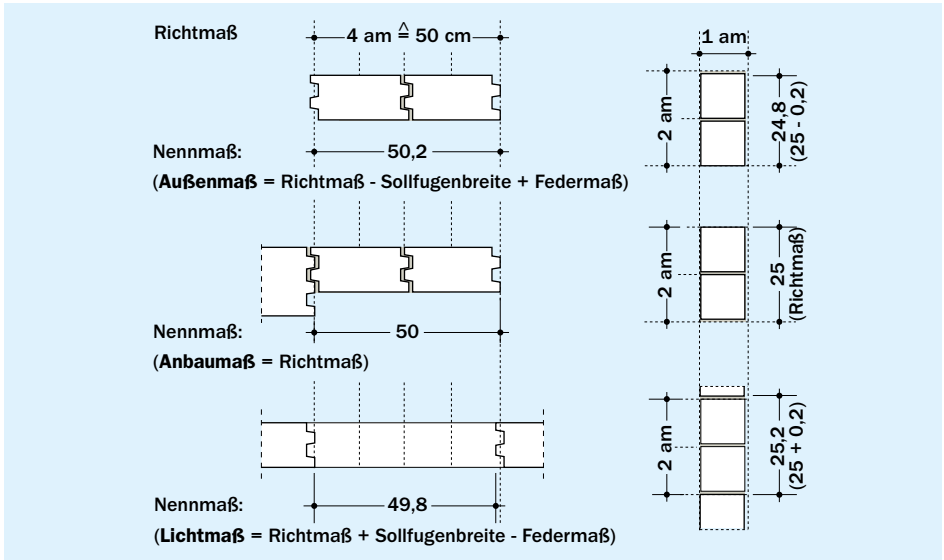 Richtmaß
4 am ≙ 50 cm
1 am
2 am
24,8
(25 - 0,2)
Nennmaß:
50,2
(Außenmaß = Richtmaß - Sollfugenbreite + Federmaß)
2 am
25
(Richtmaß)
Nennmaß:
50
(Anbaumaß = Richtmaß)
2 am
25,2
(25 + 0,2)
Nennmaß:
49,8
(Lichtmaß = Richtmaß + Sollfugenbreite - Federmaß)